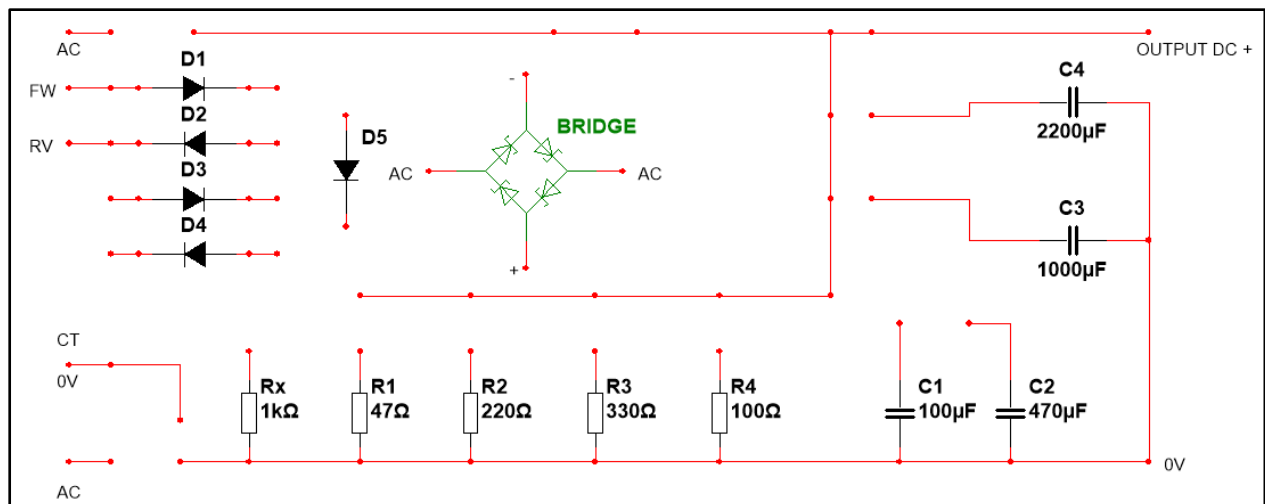 AC
OUTPUT DC +
D1
FW
D2
RV
D3
D4
D5
-
BRIDGE
AC
AC
+
C4
2200µF
C3
1000µF
CT
0V
AC
Rx
1kΩ
R1
47Ω
R2
220Ω
R3
330Ω
R4
100Ω
C1
100µF
C2
470µF
0V